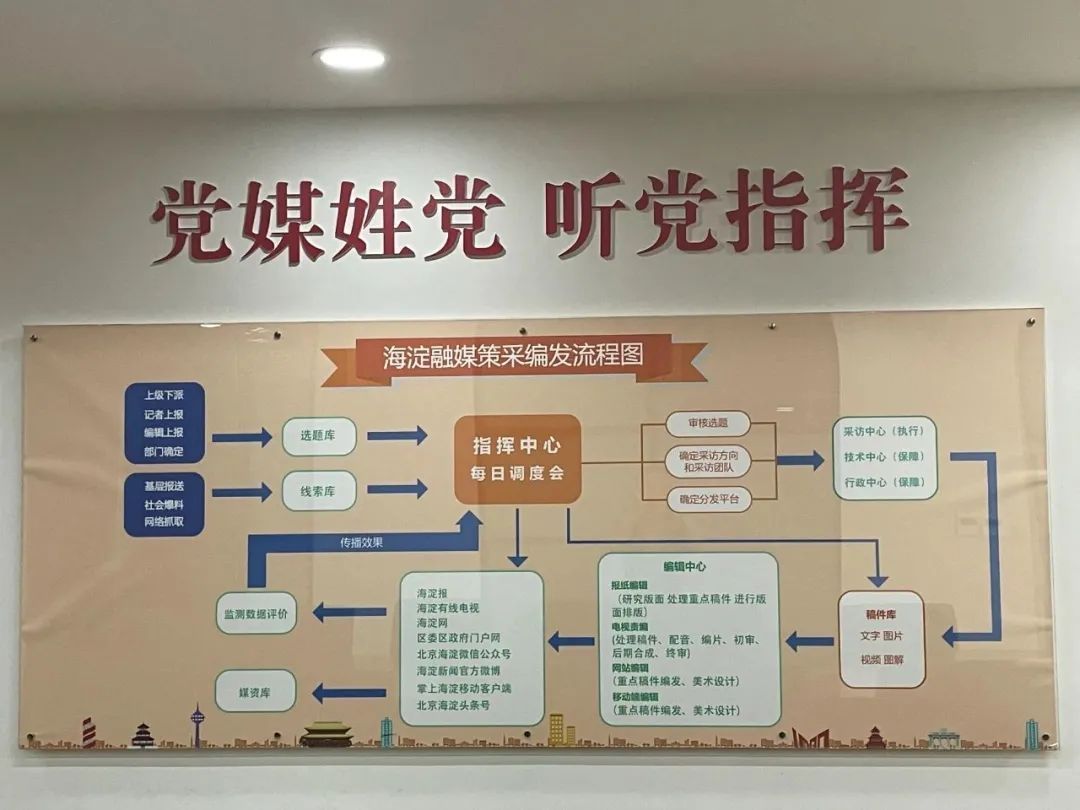 党媒姓党 听党指挥
海淀融媒策采编发流程图
上级下派
记者上报
编辑上报
部门确定
选题库
基层报送
社会爆料
网络抓取
线索库
指挥中心
每日调度会
审核选题
确定采访方向
和采访团队
确定分发平台
采访中心（执行）
技术中心（保障）
行政中心（保障）
传播效果
监测数据评价
媒资库
海淀报
海淀有线电视
海淀网
区委区政府门户网
北京海淀微信公众号
海淀新闻官方微博
掌上海淀移动客户端
北京海淀头条号
编辑中心
报纸编辑
（研究版面 处理重点稿件 进行版
面排版）
电视责编
(处理稿件、配音、编片、初审、
后期合成、终审)
网站编辑
（重点稿件编发、美术设计）
移动端编辑
（重点稿件编发、美术设计）
稿件库
文字 图片
视频 图解